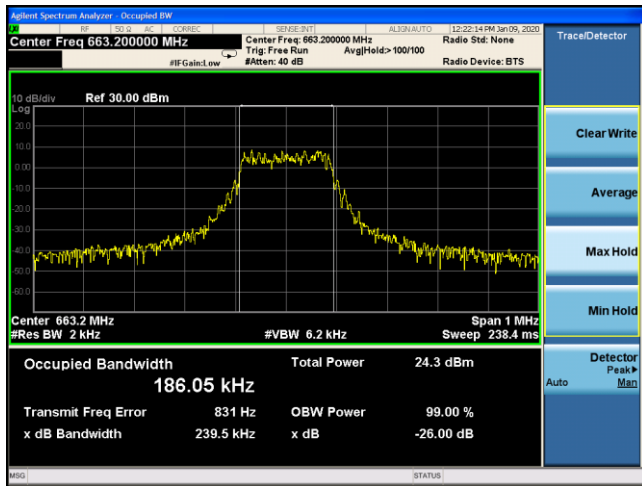 Agilent Spectrum Analyzer - Occupied BW
RF 50 Ω AC CORREC SENSE:INT ALIGN AUTO 12:22:14 PM Jan 09, 2020
Center Freq 663.200000 MHz Center Freq: 663.200000 MHz Radio Std: None Trace/Detector
Trig: Free Run Avg|Hold:> 100/100
#IFGain:Low #Atten: 40 dB Radio Device: BTS
10 dB/div Ref 30.00 dBm
Log
20.0
10.0
0.00
-10.0
-20.0
-30.0
-40.0
-50.0
-60.0
Clear Write
Average
Max Hold
Min Hold
Center 663.2 MHz Span 1 MHz
#Res BW 2 kHz #VBW 6.2 kHz Sweep 238.4 ms
Occupied Bandwidth Total Power 24.3 dBm
186.05 kHz
Transmit Freq Error 831 Hz OBW Power 99.00 %
x dB Bandwidth 239.5 kHz x dB -26.00 dB
Detector
Peak▶
Auto Man
MSG STATUS